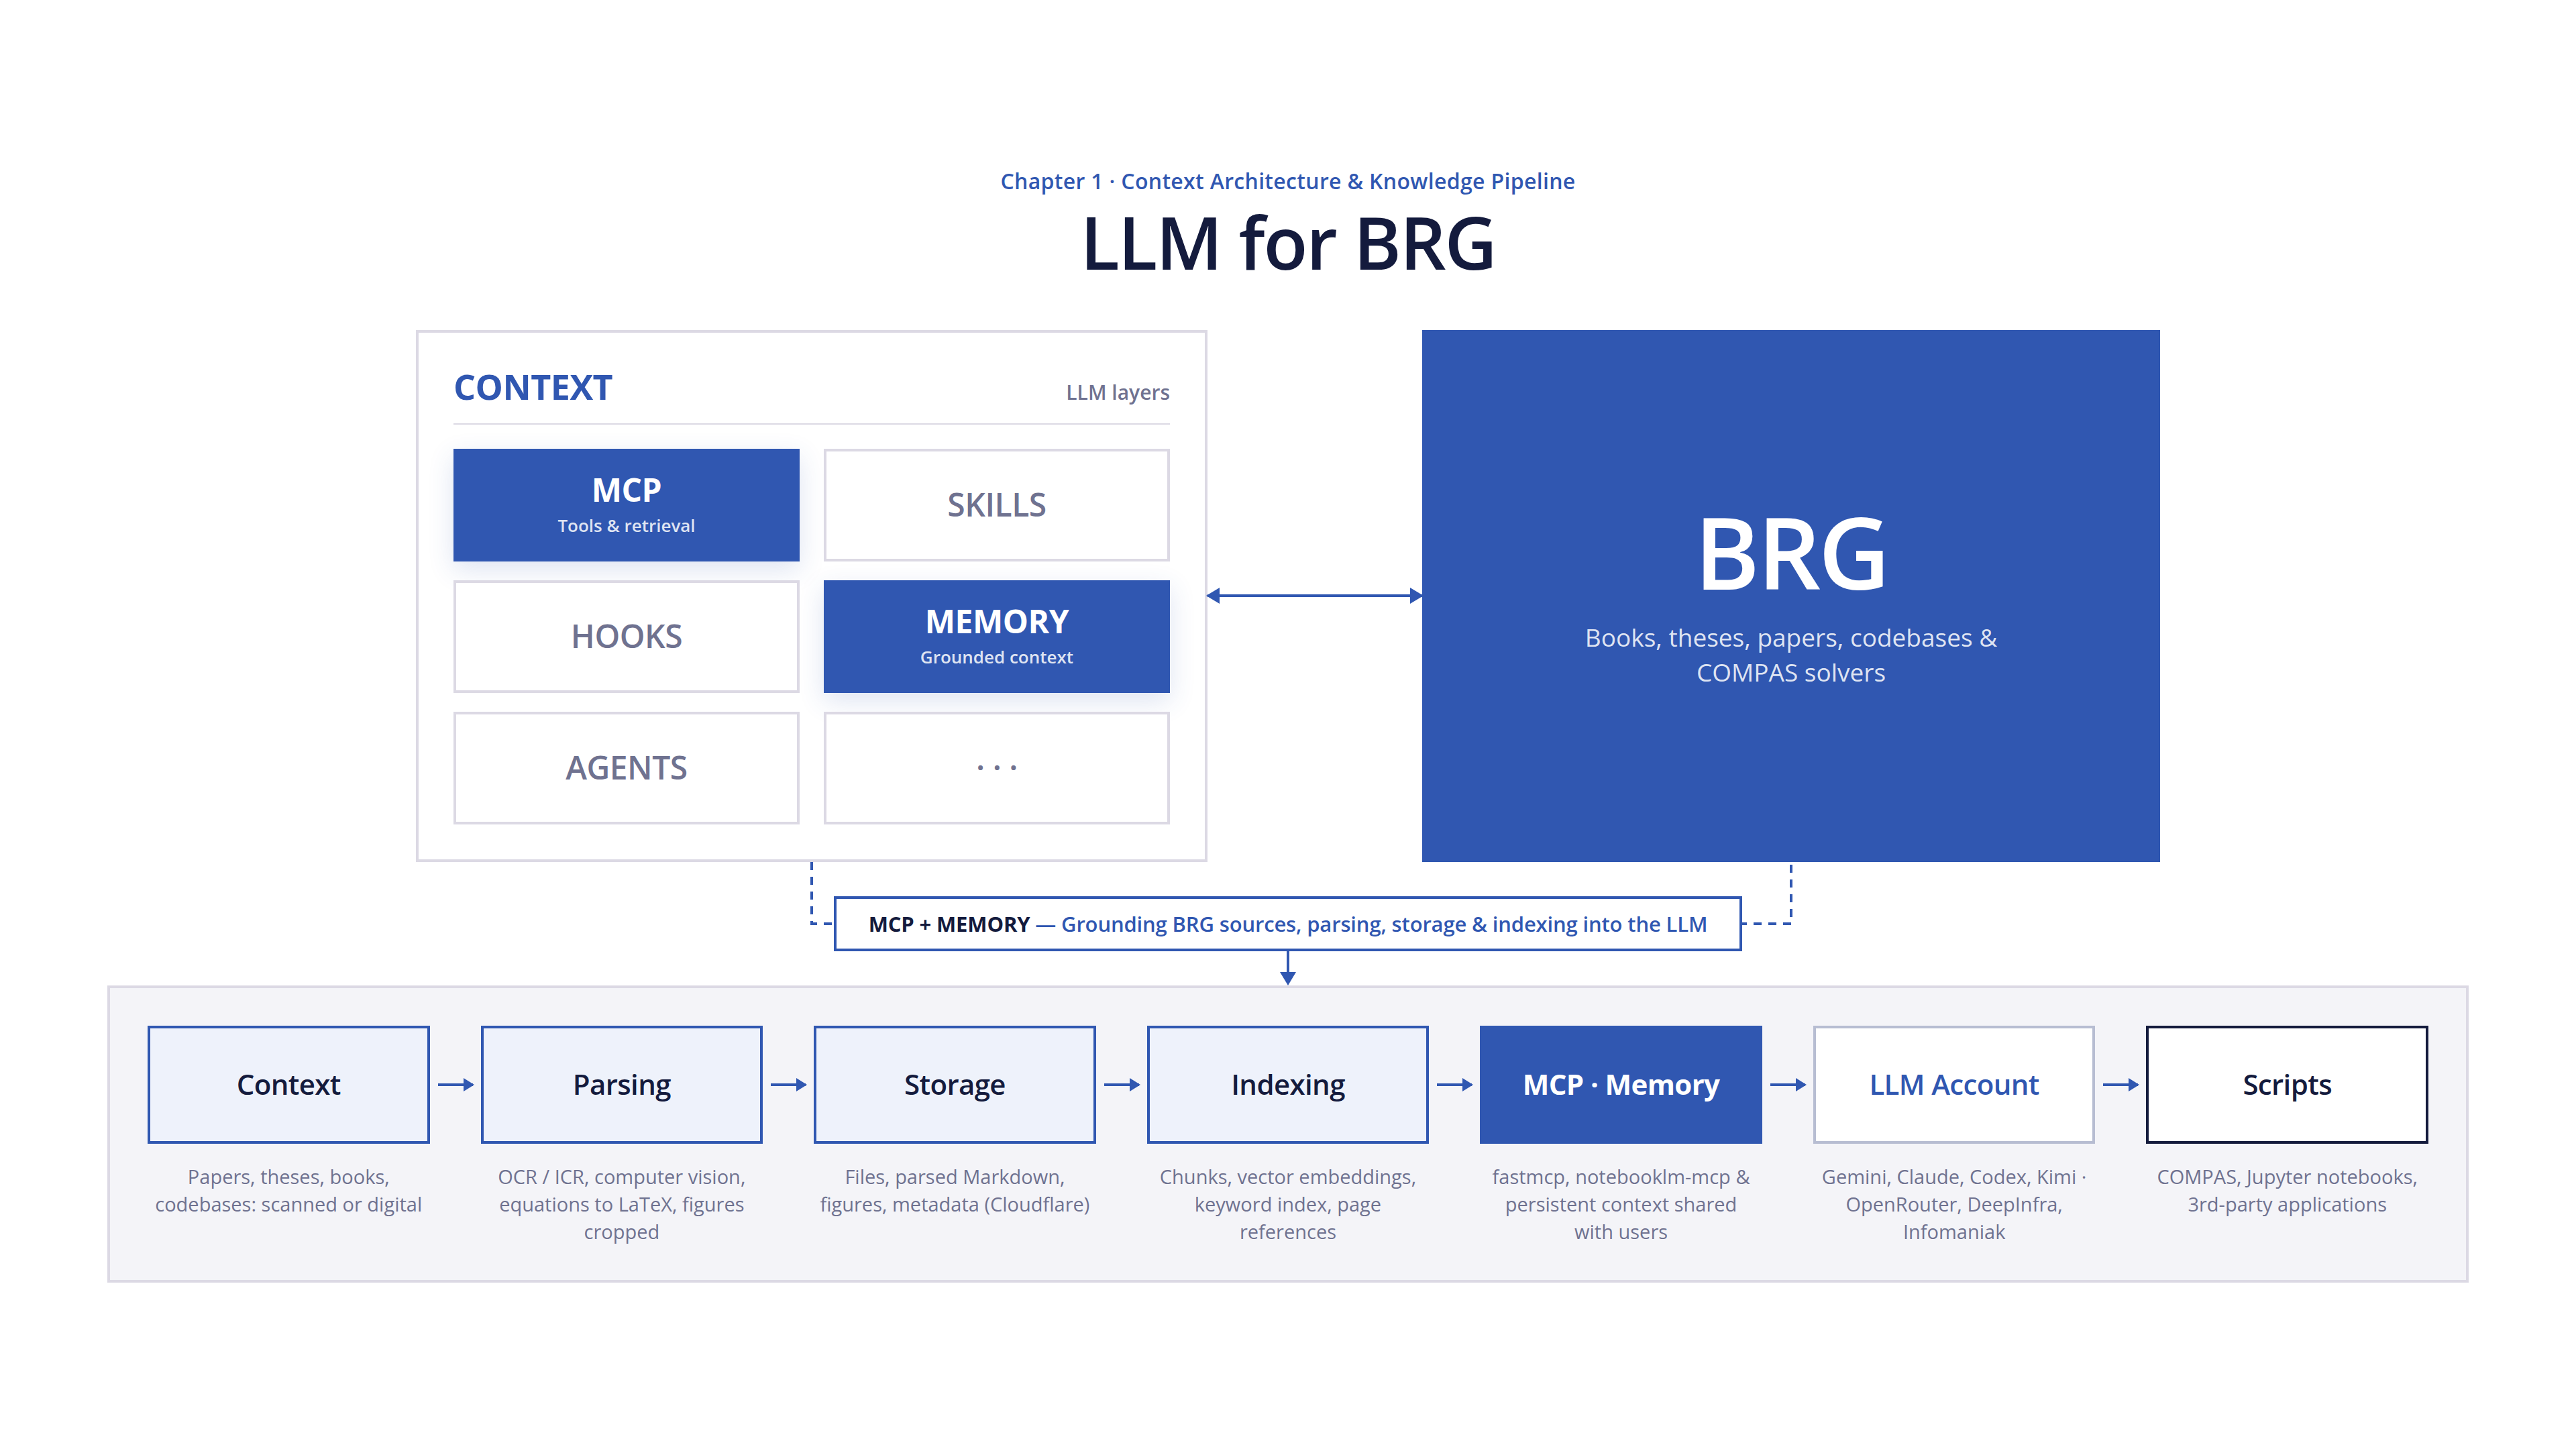 Chapter 1 · Context Architecture & Knowledge Pipeline
LLM for BRG
CONTEXT
LLM layers
MCP
Tools & retrieval
SKILLS
HOOKS
MEMORY
Grounded context
AGENTS
· · ·
BRG
Books, theses, papers, codebases &
COMPAS solvers
MCP + MEMORY — Grounding BRG sources, parsing, storage & indexing into the LLM
Context
Papers, theses, books,
codebases: scanned or digital
Parsing
OCR / ICR, computer vision,
equations to LaTeX, figures
cropped
Storage
Files, parsed Markdown,
figures, metadata (Cloudflare)
Indexing
Chunks, vector embeddings,
keyword index, page
references
MCP · Memory
fastmcp, notebooklm-mcp &
persistent context shared
with users
LLM Account
Gemini, Claude, Codex, Kimi ·
OpenRouter, DeepInfra,
Infomaniak
Scripts
COMPAS, Jupyter notebooks,
3rd-party applications